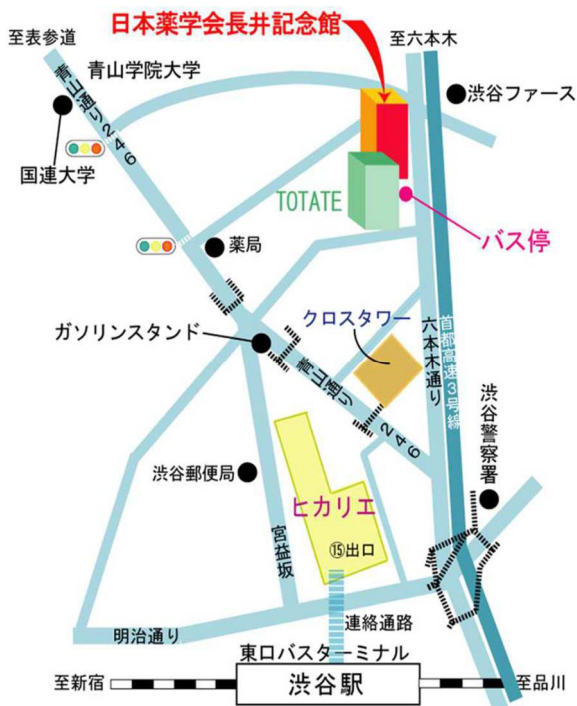 日本薬学会長井記念館
至表参道
至六本木
青山学院大学
青山通り246
渋谷ファース
国連大学
TOTATE
バス停
薬局
ガソリンスタンド
クロスタワー
六本木通り
首都高速3号線
青山通り
246
渋谷警察署
渋谷郵便局
ヒカリエ
⑮出口
宮益坂
明治通り
連絡通路
東口バスターミナル
至新宿
渋谷駅
至品川